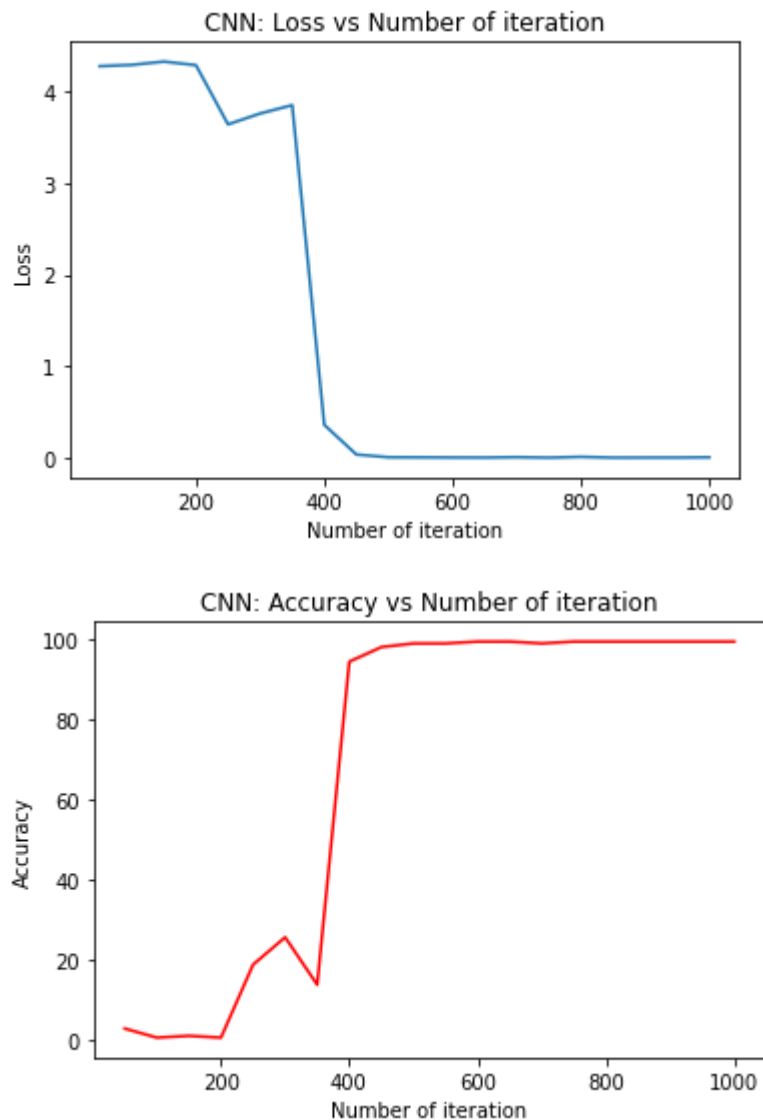 CNN: Loss vs Number of iteration
4
3
2
1
0
Loss
200 400 600 800 1000
Number of iteration
CNN: Accuracy vs Number of iteration
100
80
60
40
20
0
Accuracy
200 400 600 800 1000
Number of iteration